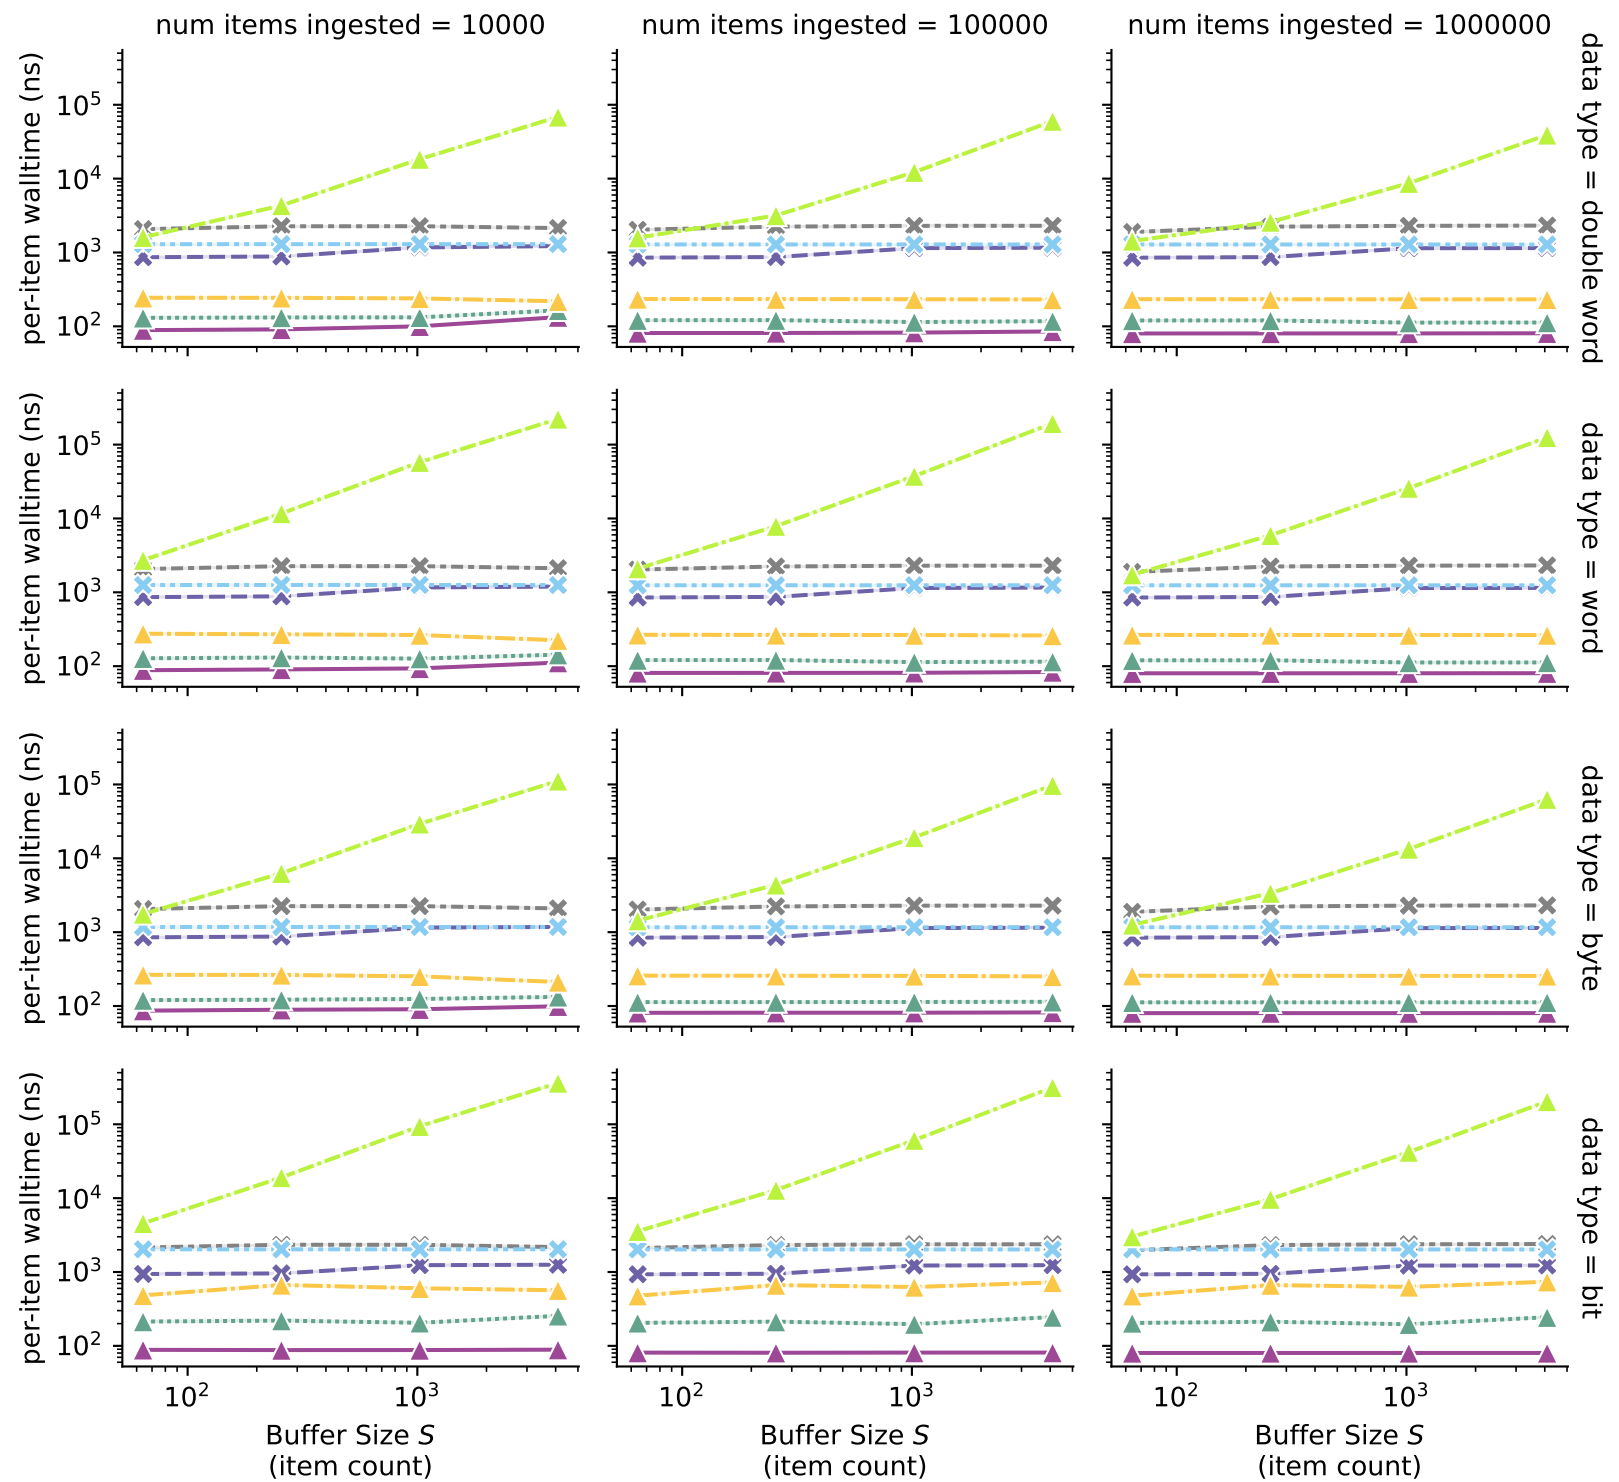 num items ingested = 10000
num items ingested = 100000
num items ingested = 1000000
per-item walltime (ns)
10^5
10^4
10^3
10^2
data type = double word
per-item walltime (ns)
10^5
10^4
10^3
10^2
data type = word
per-item walltime (ns)
10^5
10^4
10^3
10^2
data type = byte
per-item walltime (ns)
10^5
10^4
10^3
10^2
data type = bit
10^2
10^3
10^2
10^3
10^2
10^3
Buffer Size S
(item count)
Buffer Size S
(item count)
Buffer Size S
(item count)